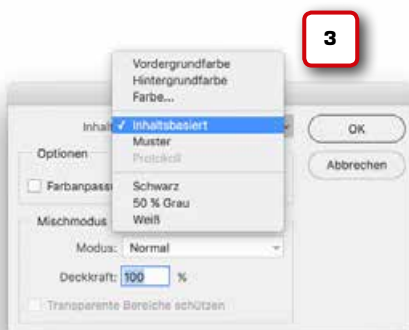 3
Vordergrundfarbe
Hintergrundfarbe
Farbe...
Inhalt ✓ Inhaltsbasiert
Muster
Protokoll
Schwarz
50 % Grau
Weiß
OK
Abbrechen
Optionen
Farbanpass
Mischmodus
Modus: Normal
Deckkraft: 100 %
Transparente Bereiche schützen